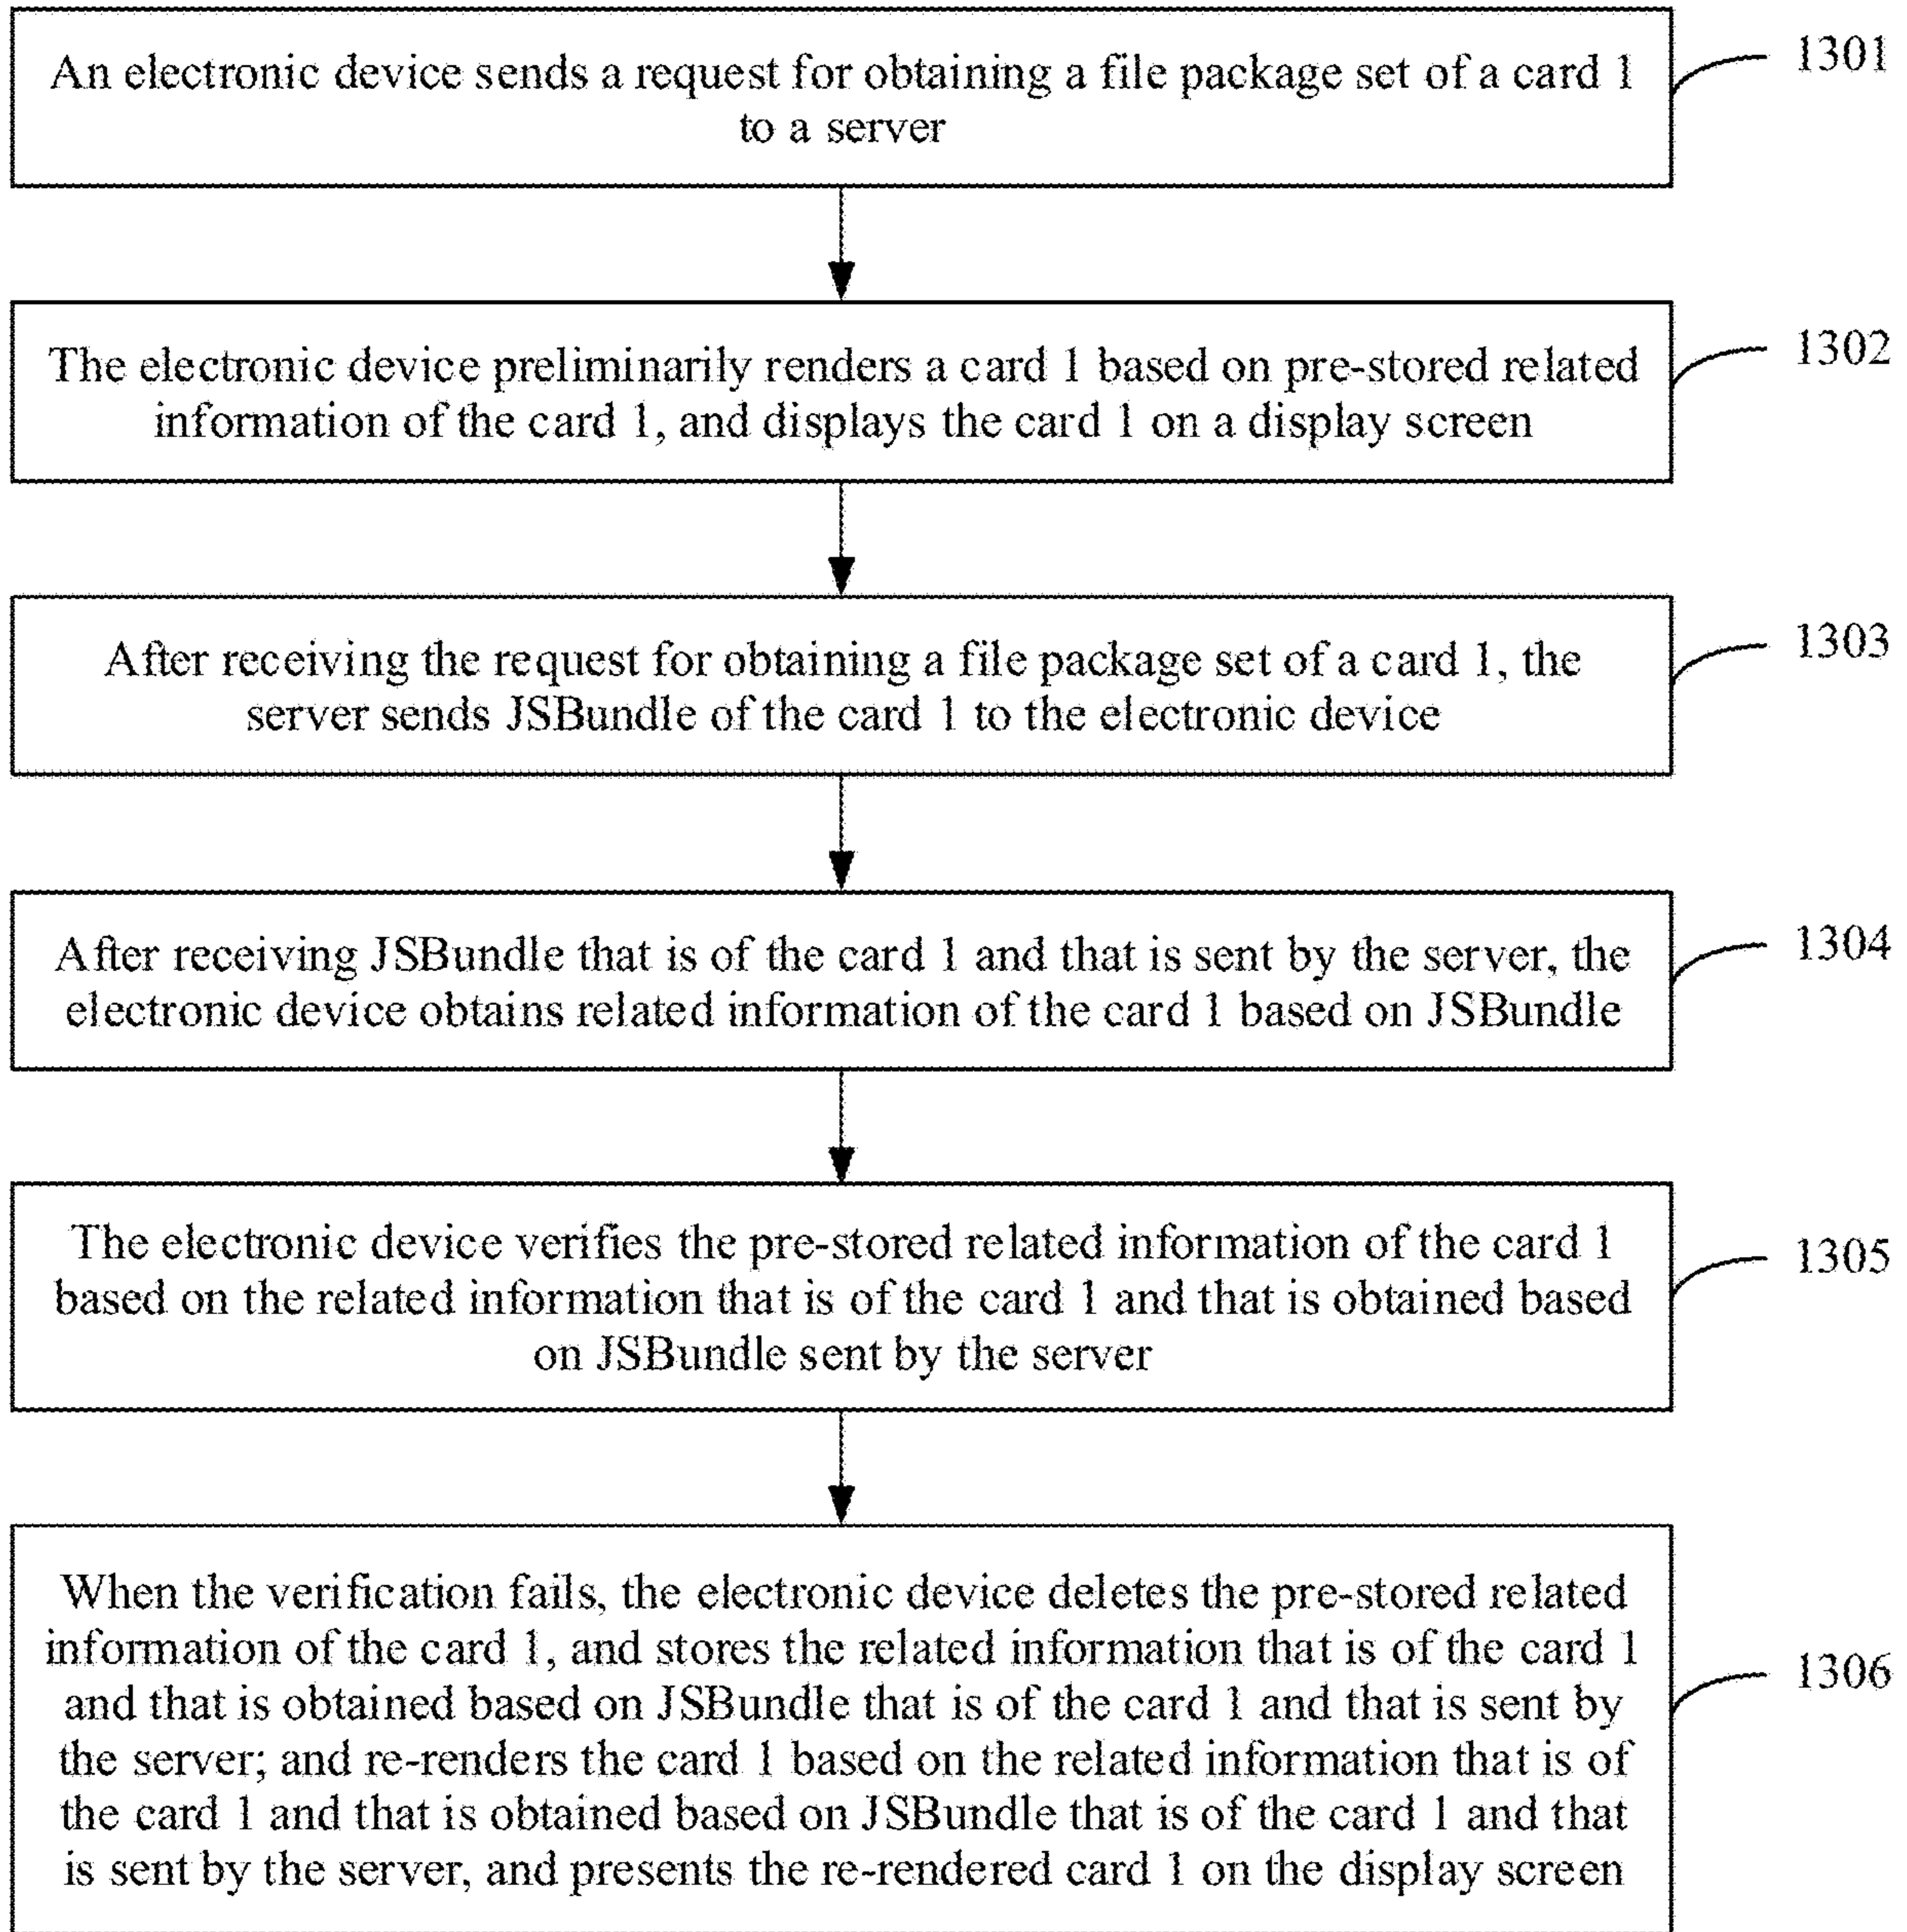 An electronic device sends a request for obtaining a file package set of a card 1
to a server
1301
The electronic device preliminarily renders a card 1 based on pre-stored related
information of the card 1, and displays the card 1 on a display screen
1302
After receiving the request for obtaining a file package set of a card 1, the
server sends JSBundle of the card 1 to the electronic device
1303
After receiving JSBundle that is of the card 1 and that is sent by the server, the
electronic device obtains related information of the card 1 based on JSBundle
1304
The electronic device verifies the pre-stored related information of the card 1
based on the related information that is of the card 1 and that is obtained based
on JSBundle sent by the server
1305
When the verification fails, the electronic device deletes the pre-stored related
information of the card 1, and stores the related information that is of the card 1
and that is obtained based on JSBundle that is of the card 1 and that is sent by
the server; and re-renders the card 1 based on the related information that is of
the card 1 and that is obtained based on JSBundle that is of the card 1 and that
is sent by the server, and presents the re-rendered card 1 on the display screen
1306